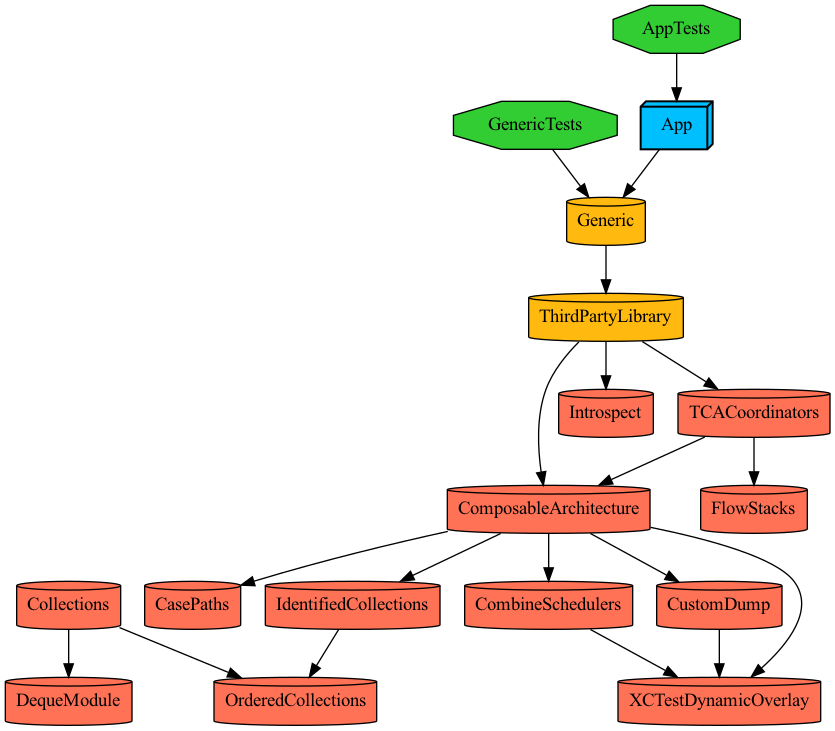 AppTests
GenericTests
App
Generic
ThirdPartyLibrary
Introspect
TCACoordinators
ComposableArchitecture
FlowStacks
Collections
CasePaths
IdentifiedCollections
CombineSchedulers
CustomDump
DequeModule
OrderedCollections
XCTestDynamicOverlay